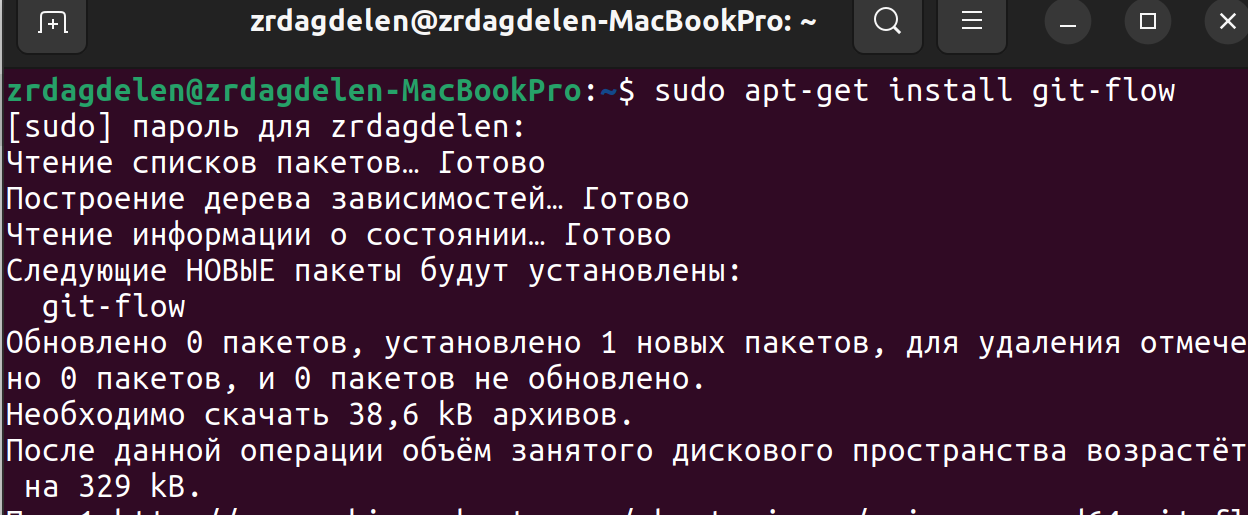 zrdagdelen@zrdagdelen-MacBookPro: ~
zrdagdelen@zrdagdelen-MacBookPro:~$ sudo apt-get install git-flow
[sudo] пароль для zrdagdelen:
Чтение списков пакетов… Готово
Построение дерева зависимостей… Готово
Чтение информации о состоянии… Готово
Следующие НОВЫЕ пакеты будут установлены:
  git-flow
Обновлено 0 пакетов, установлено 1 новых пакетов, для удаления отмече
но 0 пакетов, и 0 пакетов не обновлено.
Необходимо скачать 38,6 kB архивов.
После данной операции объём занятого дискового пространства возрастёт
 на 329 kB.